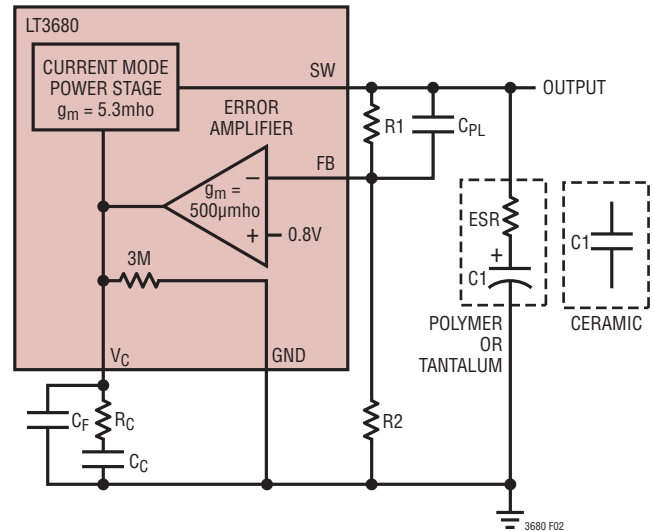 LT3680
CURRENT MODE
POWER STAGE
gm = 5.3mho
SW
OUTPUT
ERROR
AMPLIFIER
R1
CPL
FB
–
gm =
500µmho
+
0.8V
3M
ESR
+
C1
C1
POLYMER
OR
TANTALUM
CERAMIC
VC
GND
CF
RC
CC
R2
3680 F02